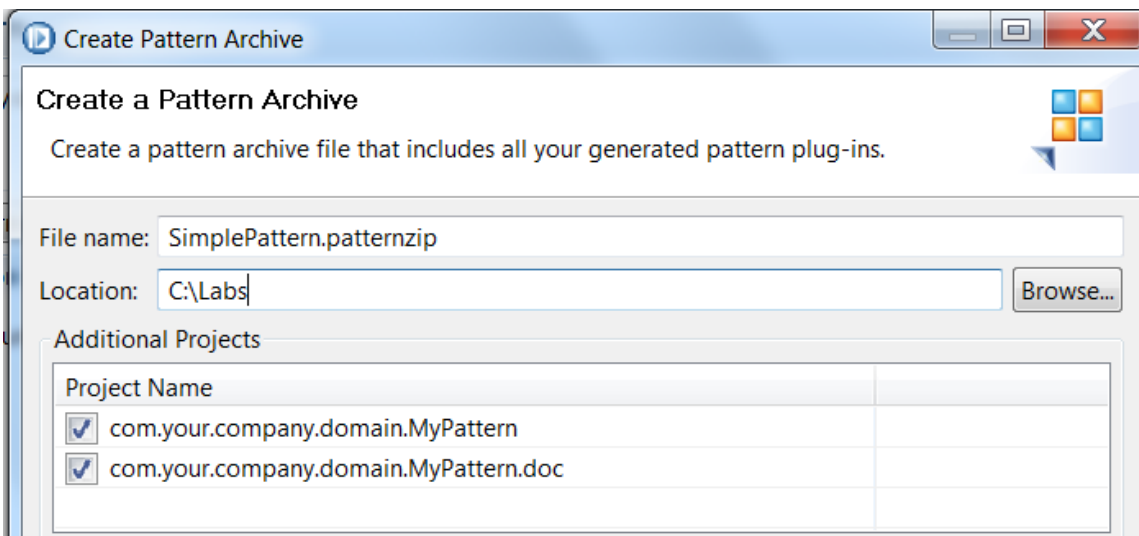 Create Pattern Archive
Create a Pattern Archive
Create a pattern archive file that includes all your generated pattern plug-ins.
File name: SimplePattern.patternzip
Location: C:\Labs Browse...
Additional Projects
Project Name
com.your.company.domain.MyPattern
com.your.company.domain.MyPattern.doc